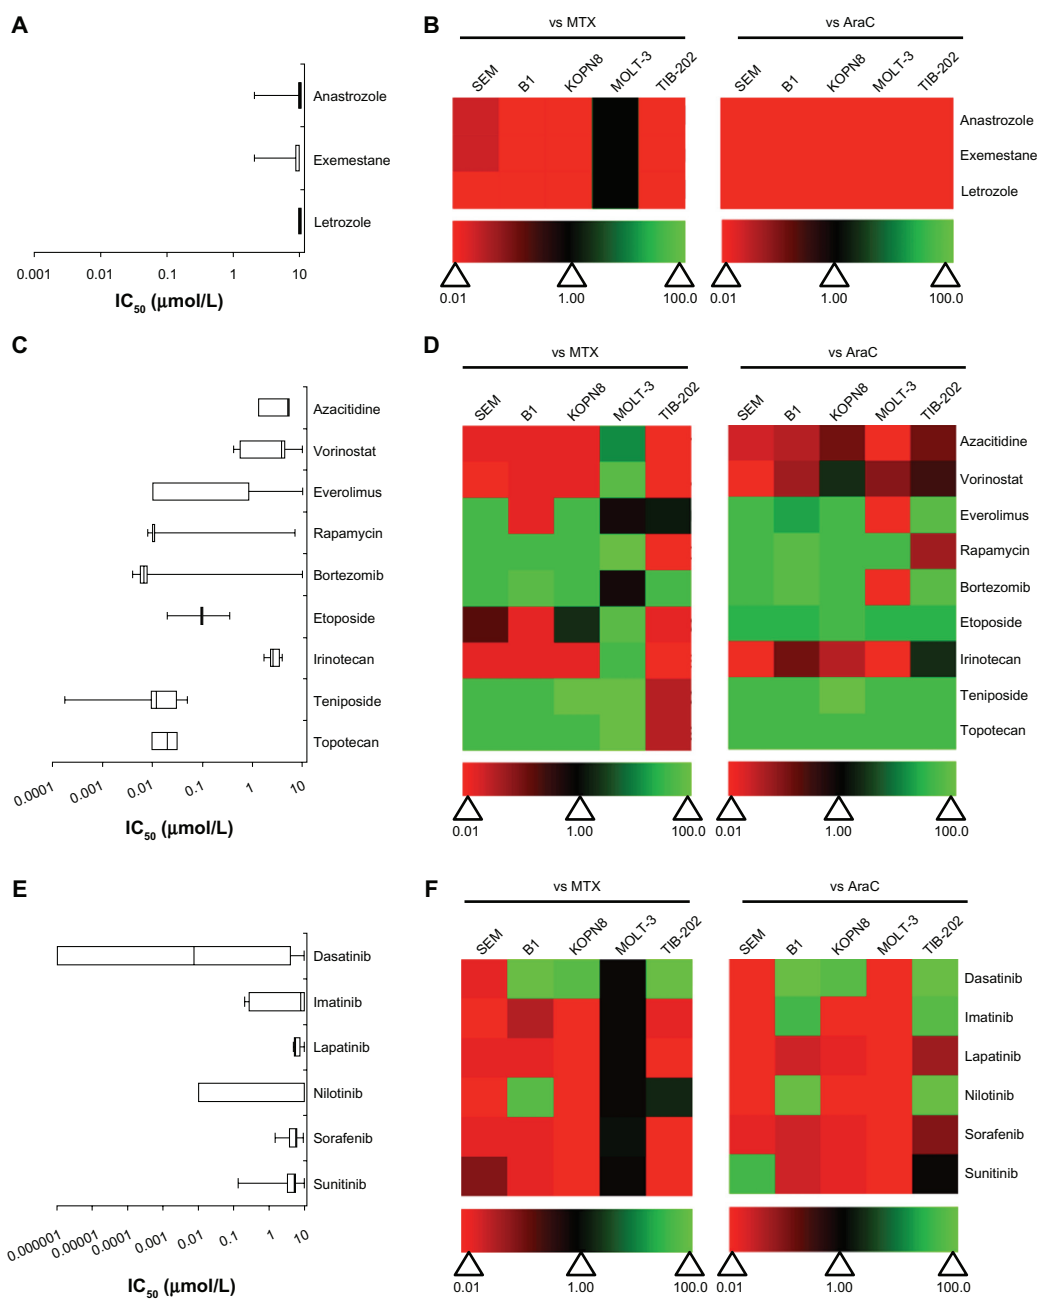 A
Anastrozole
Exemestane
Letrozole
0.001 0.01 0.1 1 10
IC50 (µmol/L)
B
vs MTX vs AraC
SEM B1 KOPN8 MOLT-3 TIB-202 SEM B1 KOPN8 MOLT-3 TIB-202
Anastrozole
Exemestane
Letrozole
0.01 1.00 100.0 0.01 1.00 100.0
C
Azacitidine
Vorinostat
Everolimus
Rapamycin
Bortezomib
Etoposide
Irinotecan
Teniposide
Topotecan
0.0001 0.001 0.01 0.1 1 10
IC50 (µmol/L)
D
vs MTX vs AraC
SEM B1 KOPN8 MOLT-3 TIB-202 SEM B1 KOPN8 MOLT-3 TIB-202
Azacitidine
Vorinostat
Everolimus
Rapamycin
Bortezomib
Etoposide
Irinotecan
Teniposide
Topotecan
0.01 1.00 100.0 0.01 1.00 100.0
E
Dasatinib
Imatinib
Lapatinib
Nilotinib
Sorafenib
Sunitinib
0.000001 0.00001 0.0001 0.001 0.01 0.1 1 10
IC50 (µmol/L)
F
vs MTX vs AraC
SEM B1 KOPN8 MOLT-3 TIB-202 SEM B1 KOPN8 MOLT-3 TIB-202
Dasatinib
Imatinib
Lapatinib
Nilotinib
Sorafenib
Sunitinib
0.01 1.00 100.0 0.01 1.00 100.0